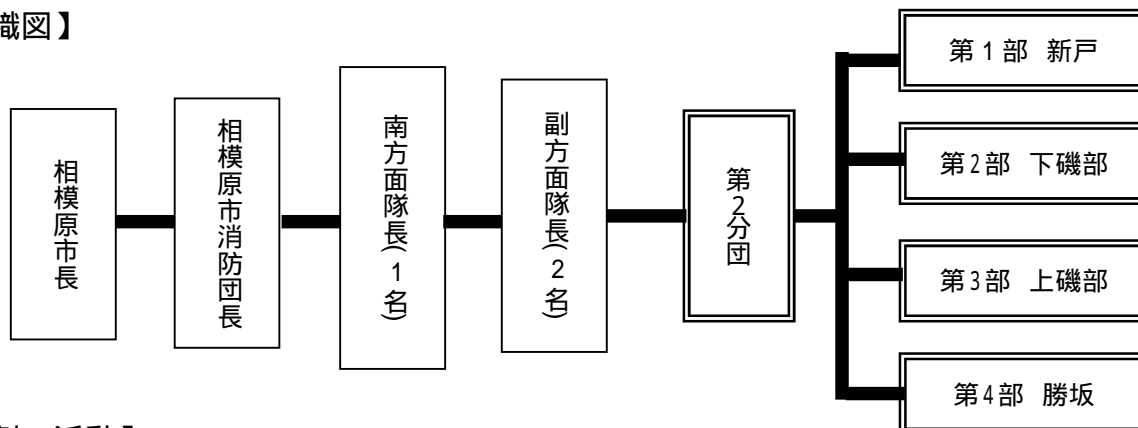 織図】
相模原市長
相模原市消防団長
南方面隊長(1名)
副方面隊長(2名)
第2分団
第1部 新戸
第2部 下磯部
第3部 上磯部
第4部 勝坂